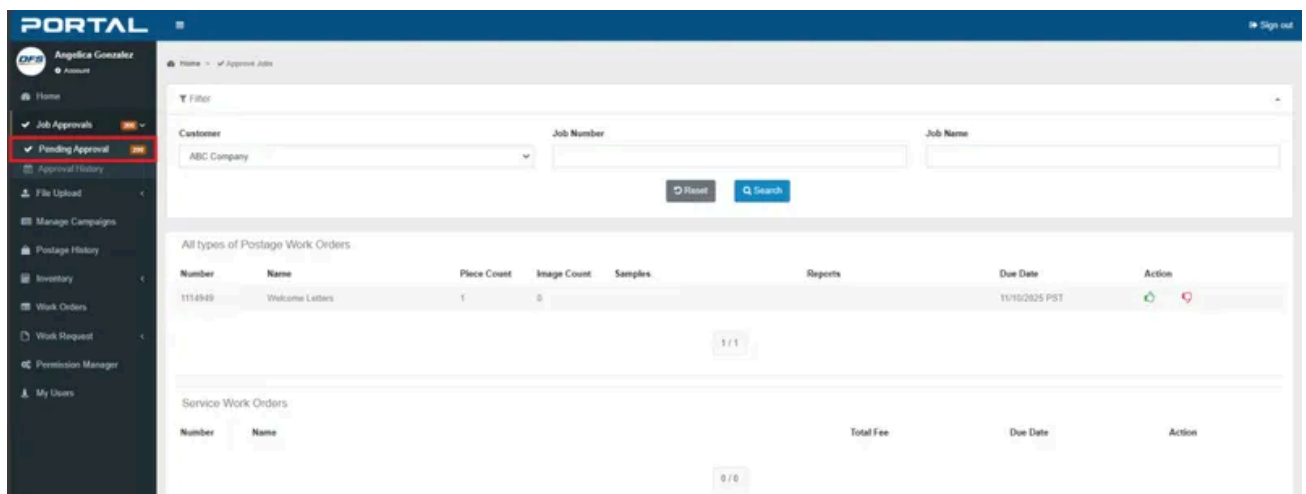 PORTAL
Sign out
DFS
Angelica Gonzalez
Account
Home
Job Approvals
Pending Approval
Approval History
File Upload
Manage Campaigns
Postage History
Inventory
Work Orders
Work Request
Permission Manager
My Users
Home
Approve Jobs
Filter
Customer Job Number Job Name
ABC Company
Reset Search
All types of Postage Work Orders
Number Name Piece Count Image Count Samples Reports Due Date Action
1114949 Welcome Letters 1 0 11/10/2025 PST
1 / 1
Service Work Orders
Number Name Total Fee Due Date Action
0 / 0